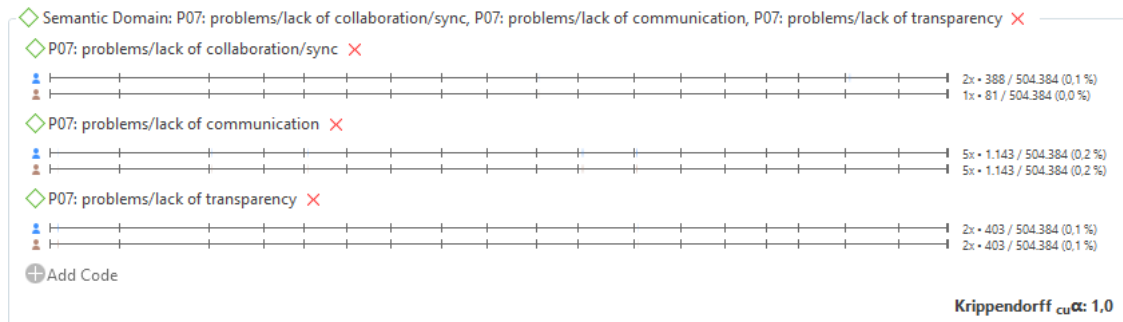 Semantic Domain: P07: problems/lack of collaboration/sync, P07: problems/lack of communication, P07: problems/lack of transparency
P07: problems/lack of collaboration/sync
2x • 388 / 504.384 (0,1 %)
1x • 81 / 504.384 (0,0 %)
P07: problems/lack of communication
5x • 1.143 / 504.384 (0,2 %)
5x • 1.143 / 504.384 (0,2 %)
P07: problems/lack of transparency
2x • 403 / 504.384 (0,1 %)
2x • 403 / 504.384 (0,1 %)
Add Code
Krippendorff cuα: 1,0